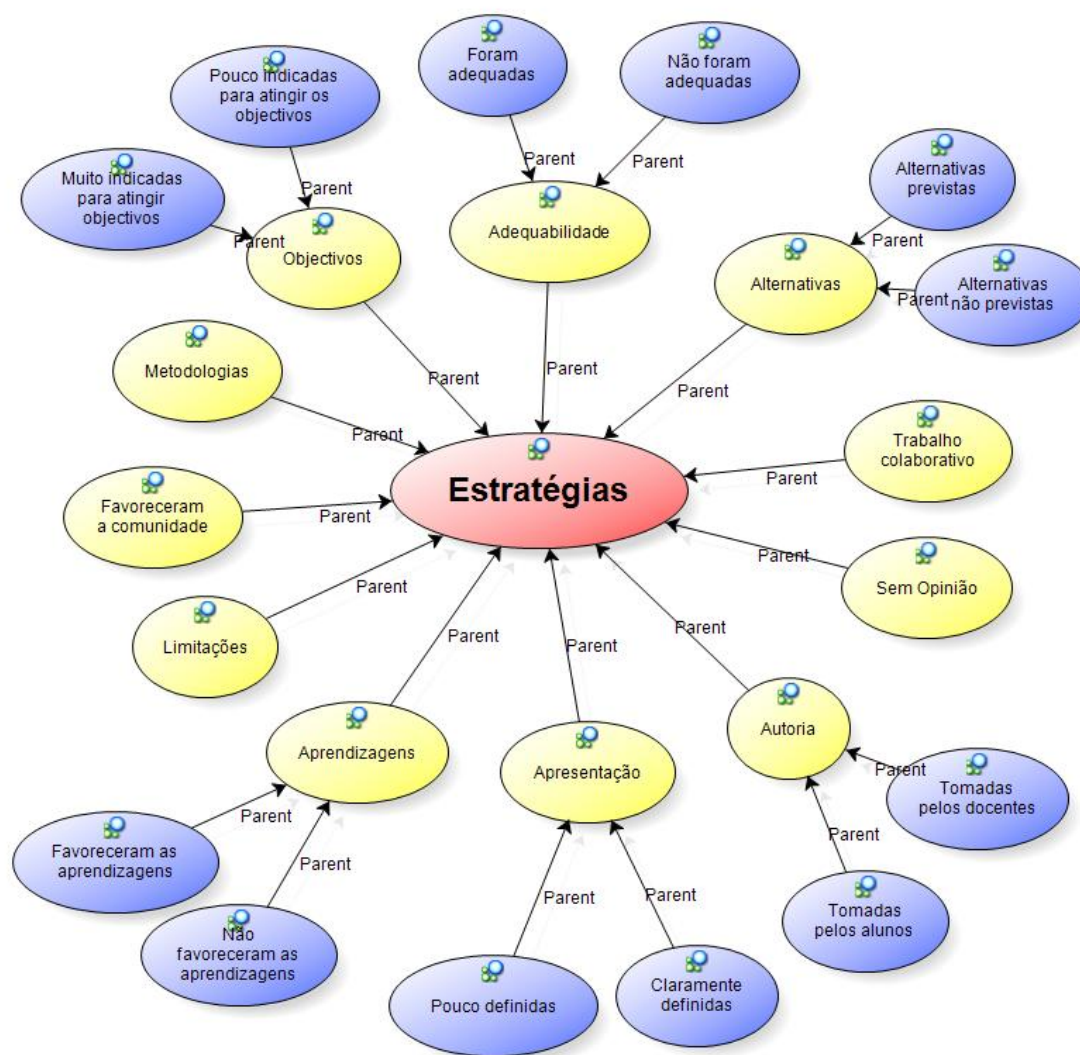 Foram
adequadas
Não foram
adequadas
Pouco indicadas
para atingir os
objectivos
Parent
Parent
Alternativas
previstas
Muito indicadas
para atingir
objectivos
Parent
Parent
Objectivos
Adequabilidade
Parent
Alternativas
Alternativas
não previstas
Parent
Metodologias
Parent
Parent
Parent
Parent
Trabalho
colaborativo
Parent
Estratégias
Favoreceram
a comunidade
Parent
Parent
Limitações
Parent
Parent
Sem Opinião
Parent
Parent
Parent
Aprendizagens
Apresentação
Autoria
Parent
Tomadas
pelos docentes
Favoreceram as
aprendizagens
Parent
Parent
Parent
Não
favoreceram as
aprendizagens
Parent
Parent
Tomadas
pelos alunos
Pouco definidas
Claramente
definidas